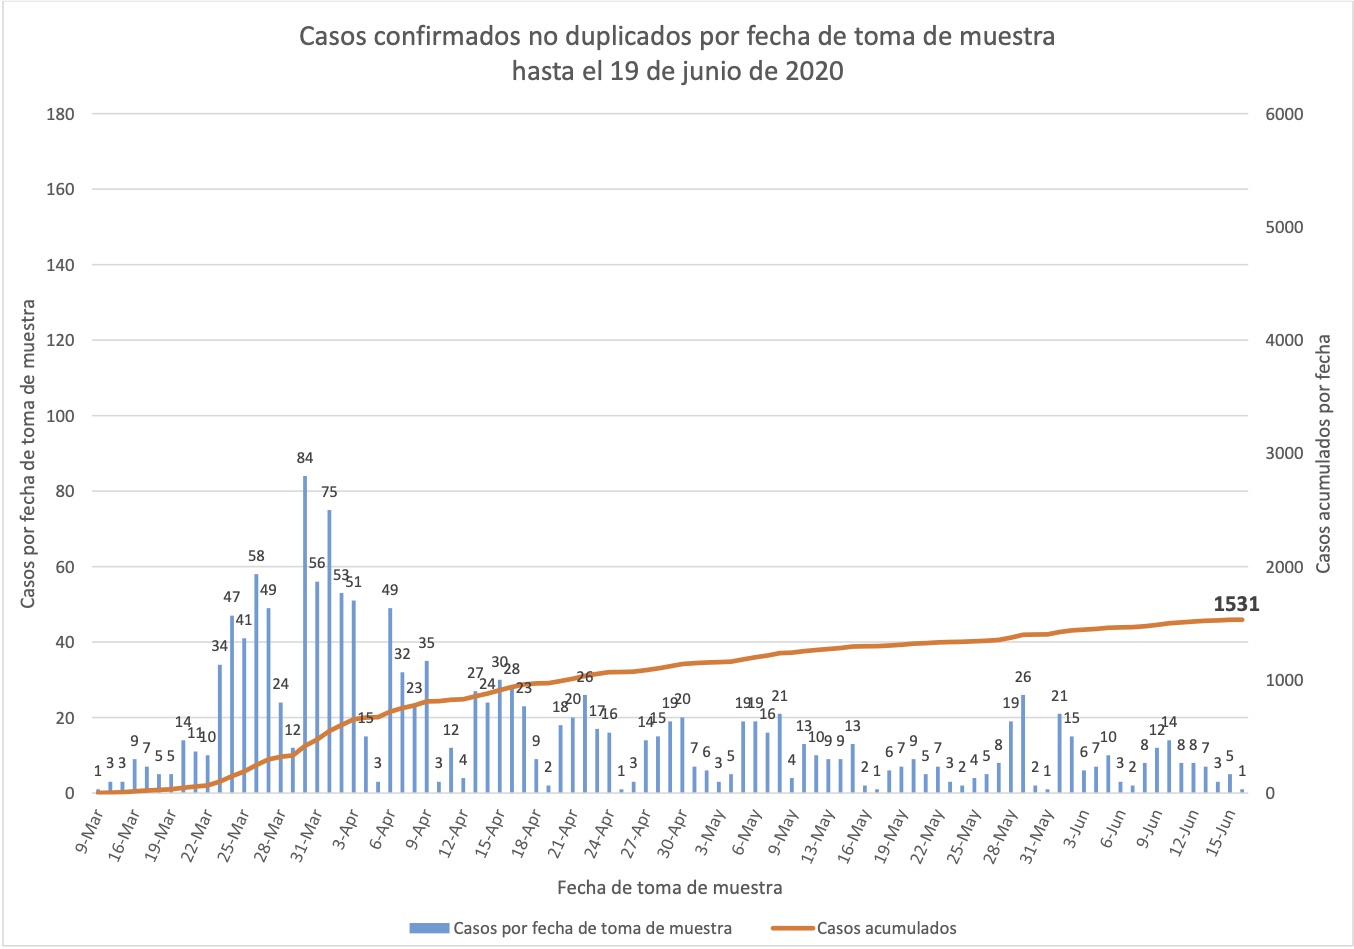 Casos confirmados no duplicados por fecha de toma de muestra
hasta el 19 de junio de 2020
180
160
140
120
100
80
60
40
20
0
6000
5000
4000
3000
2000
1000
0
Casos por fecha de toma de muestra
Casos acumulados por fecha
1 3 3 9 7 5 5 14 11 10 34 47 41 58 49 24 12 84 56 75 53 51 15 3 49 32 23 35 3 12 4 27 24 30 28 23 9 2 18 20 26 17 16 1 3 14 15 19 20 7 6 3 5 19 19 16 21 4 13 10 9 9 13 2 1 6 7 9 5 7 3 2 4 5 8 19 26 2 1 21 15 6 7 10 3 2 8 12 14 8 8 7 3 5 1
1531
9-Mar 16-Mar 19-Mar 22-Mar 25-Mar 28-Mar 31-Mar 3-Apr 6-Apr 9-Apr 12-Apr 15-Apr 18-Apr 21-Apr 24-Apr 27-Apr 30-Apr 3-May 6-May 9-May 13-May 16-May 19-May 22-May 25-May 28-May 31-May 3-Jun 6-Jun 9-Jun 12-Jun 15-Jun
Fecha de toma de muestra
Casos por fecha de toma de muestra
Casos acumulados